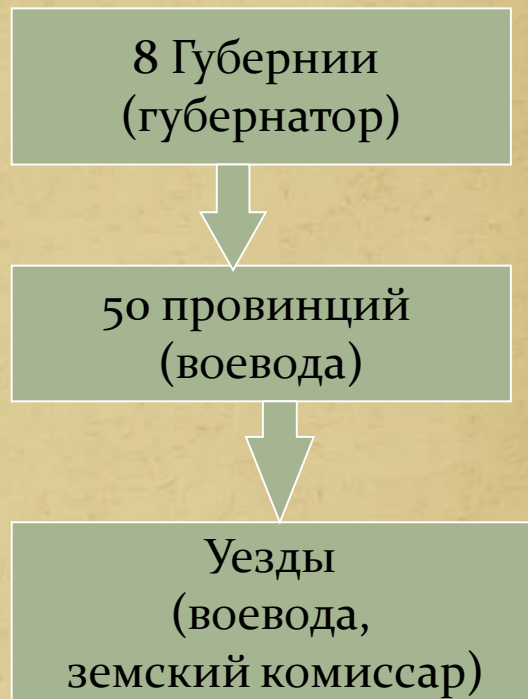 8 Губернии
(губернатор)
50 провинций
(воевода)
Уезды
(воевода,
земский комиссар)